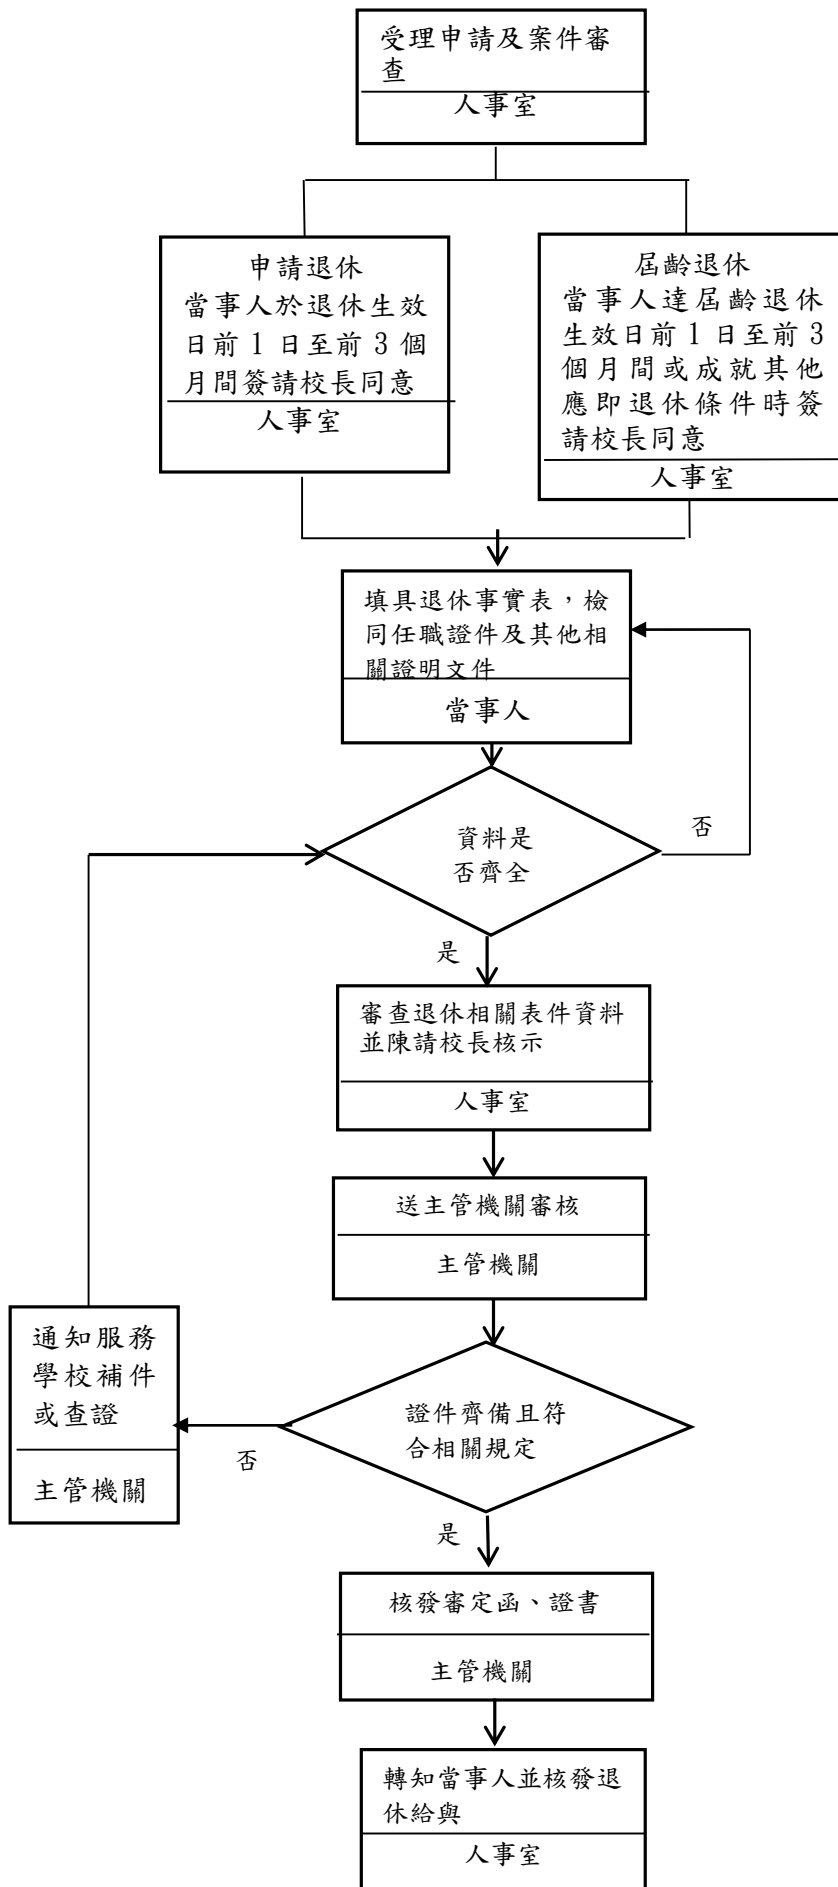 受理申請及案件審
查
人事室
申請退休
當事人於退休生效
日前 1 日至前 3 個
月間簽請校長同意
人事室
屆齡退休
當事人達屆齡退休
生效日前 1 日至前 3
個月間或成就其他
應即退休條件時簽
請校長同意
人事室
填具退休事實表，檢
同任職證件及其他相
關證明文件
當事人
資料是
否齊全
否
是
審查退休相關表件資料
並陳請校長核示
人事室
送主管機關審核
主管機關
證件齊備且符
合相關規定
否
通知服務
學校補件
或查證
主管機關
是
核發審定函、證書
主管機關
轉知當事人並核發退
休給與
人事室